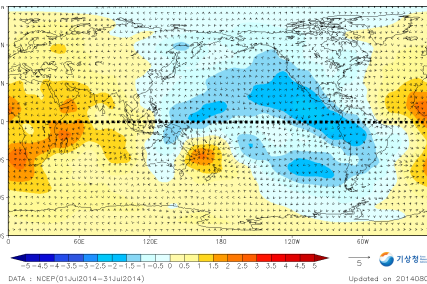 N
N
N
0
S
S
S
0 60E 120E 180 120W 60W
-5 -4.5 -4 -3.5 -3 -2.5 -2 -1.5 -1 -0.5 0 0.5 1 1.5 2 2.5 3 3.5 4 4.5 5
5
기상청
DATA : NCEP(01Jul2014-31Jul2014) Updated on 2014080